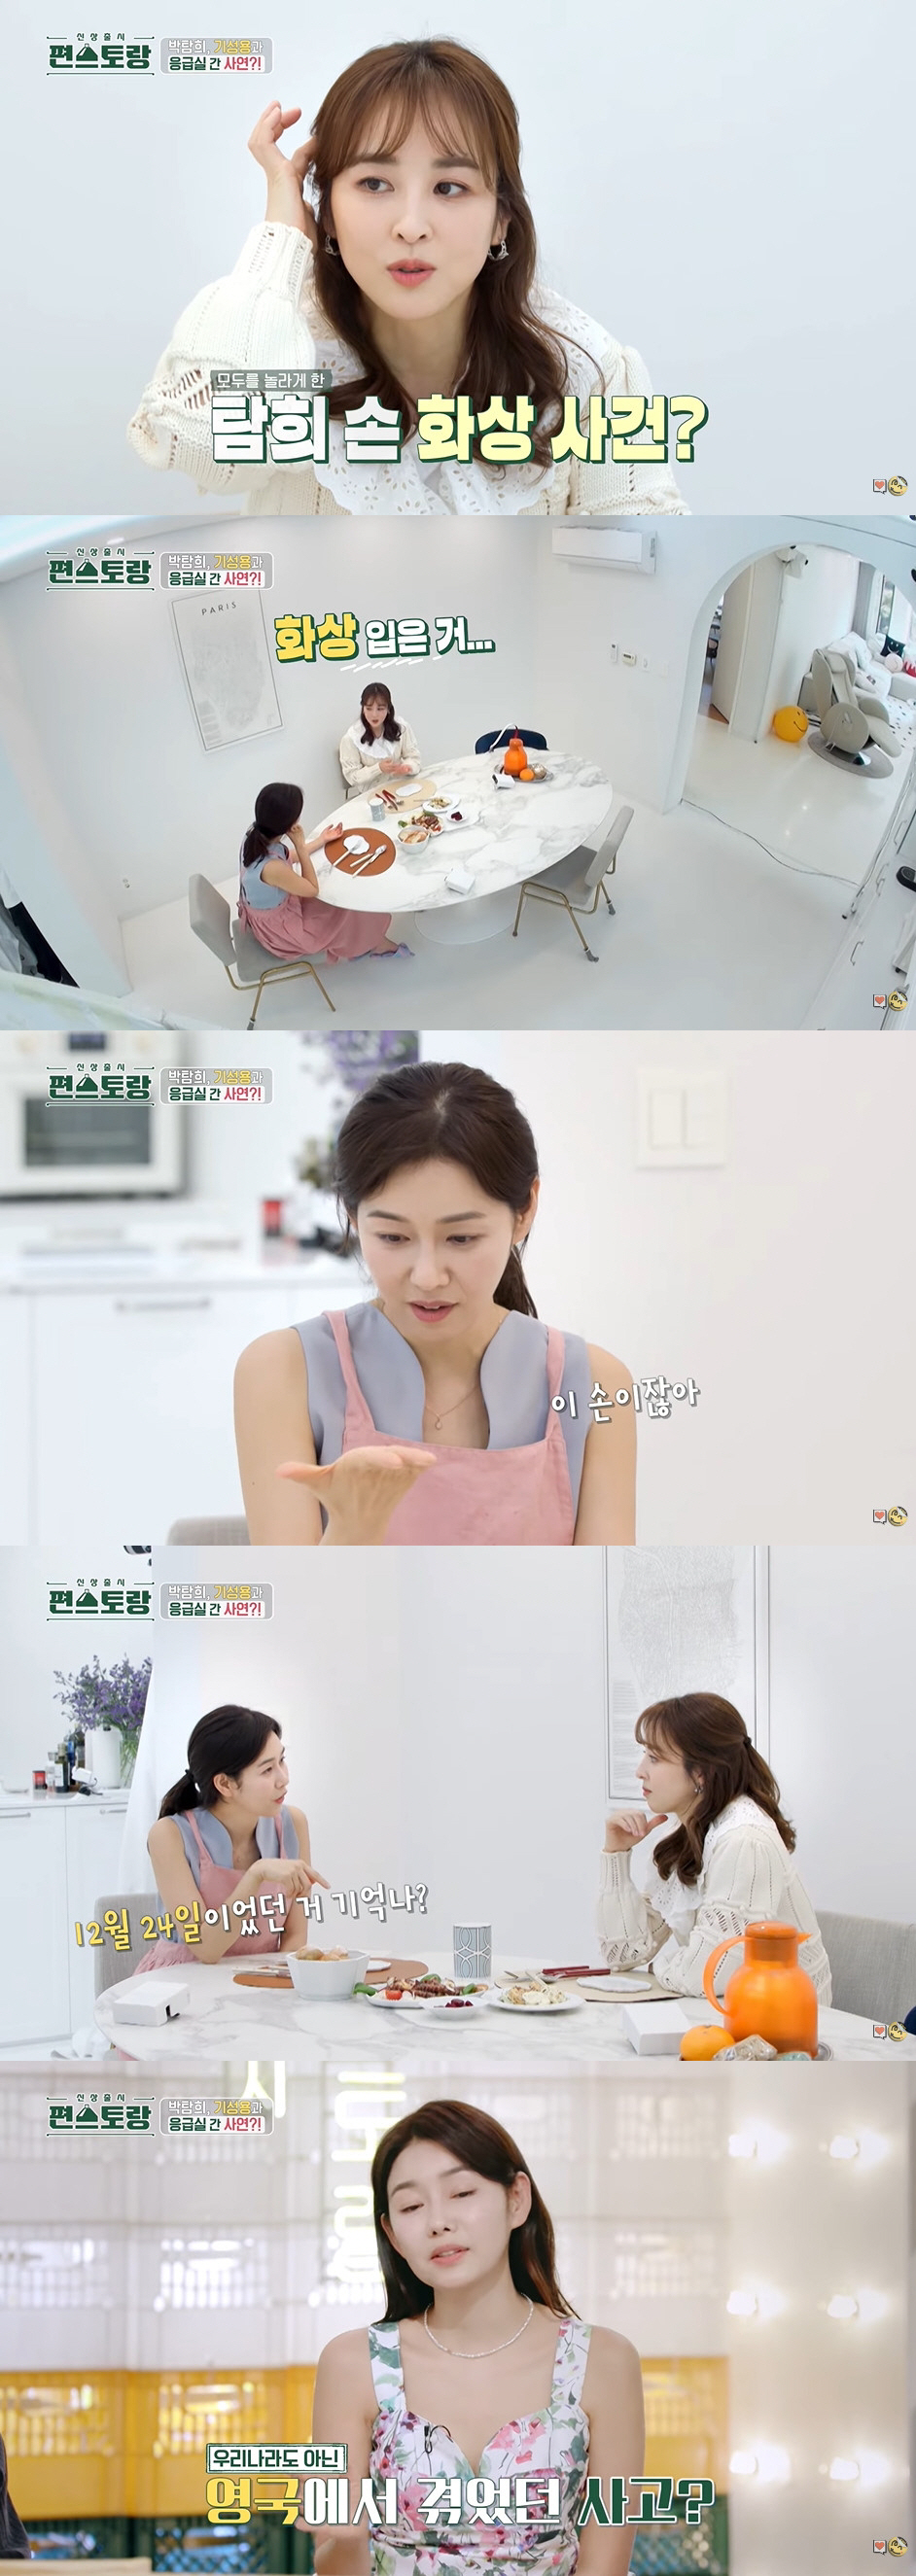 신상출시
편스토랑
박탐희, 기성용과
응급실 간 사연?!
모두를 놀라게 한
탐희 손 화상 사건?
신상출시
편스토랑
박탐희, 기성용과
응급실 간 사연?!
PARIS
화상 입은 거...
신상출시
편스토랑
박탐희, 기성용과
응급실 간 사연?!
이 손이잖아
신상출시
편스토랑
박탐희, 기성용과
응급실 간 사연?!
12월 24일이었던 거 기억나?
신상출시
편스토랑
박탐희, 기성용과
응급실 간 사연?!
우리나라도 아닌
영국에서 겪었던 사고?